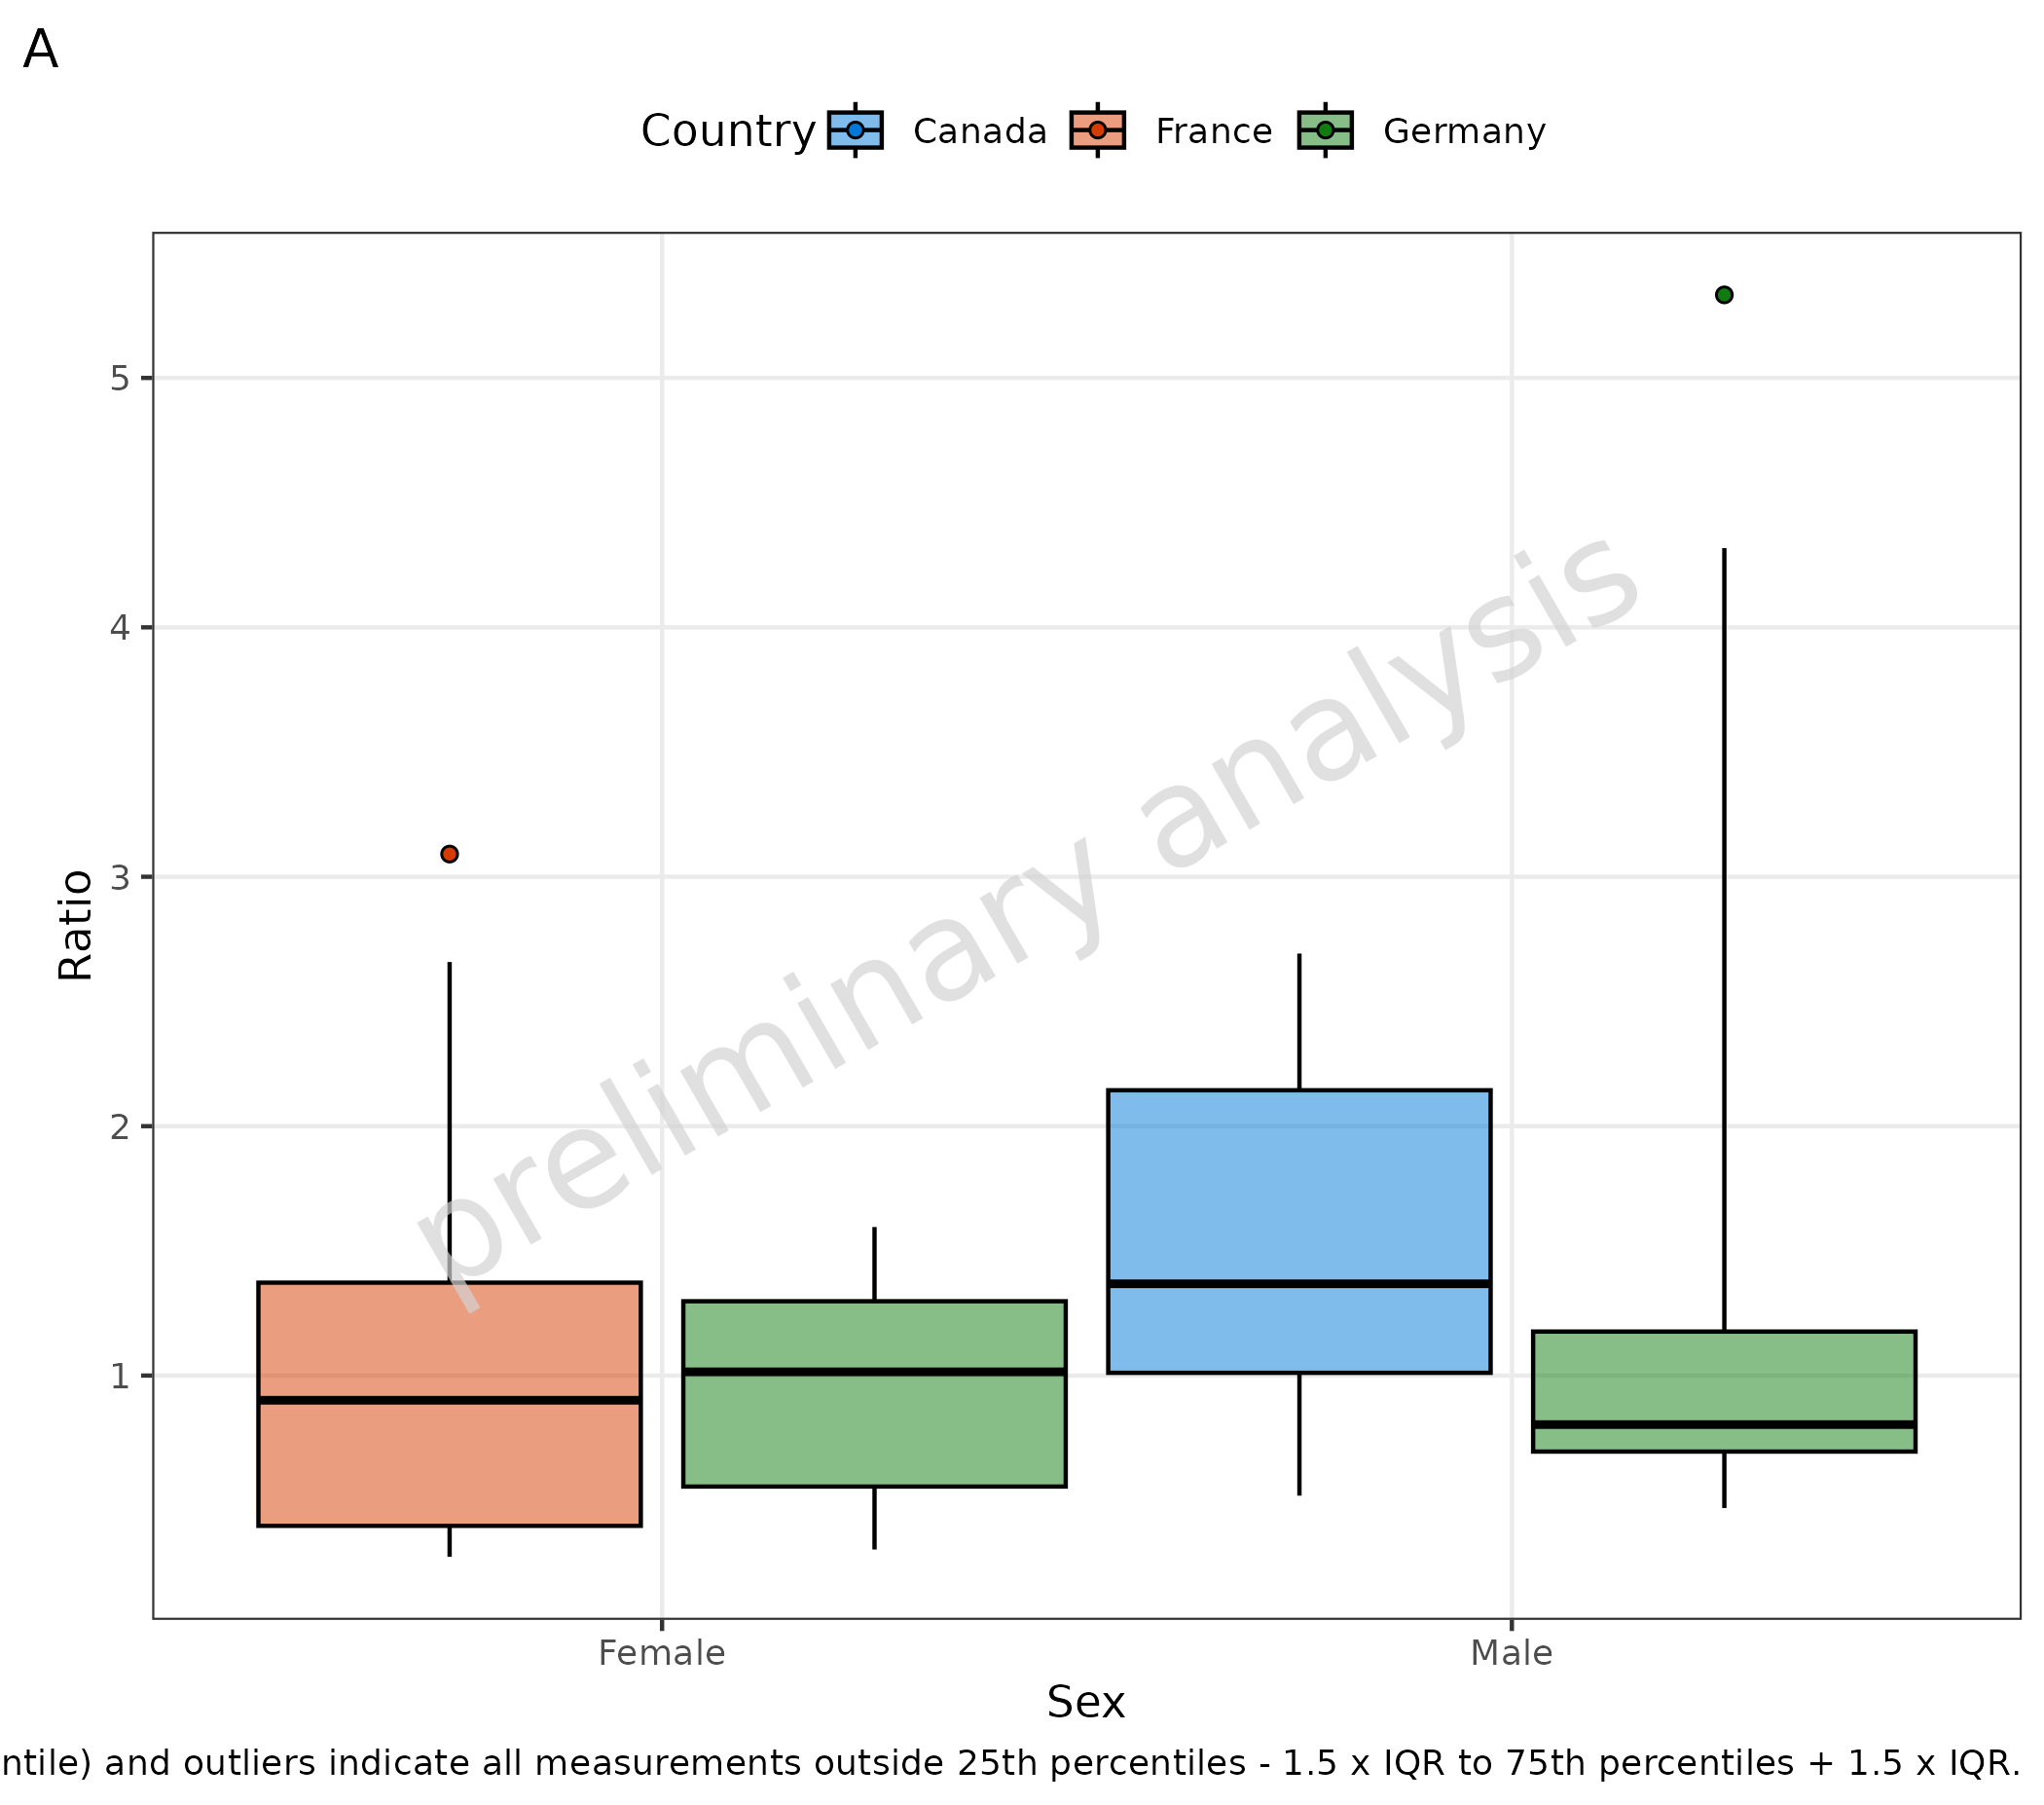 A
Country Canada France Germany
5
4
3
2
1
Ratio
preliminary analysis
Female Male
Sex
ntile) and outliers indicate all measurements outside 25th percentiles - 1.5 x IQR to 75th percentiles + 1.5 x IQR.